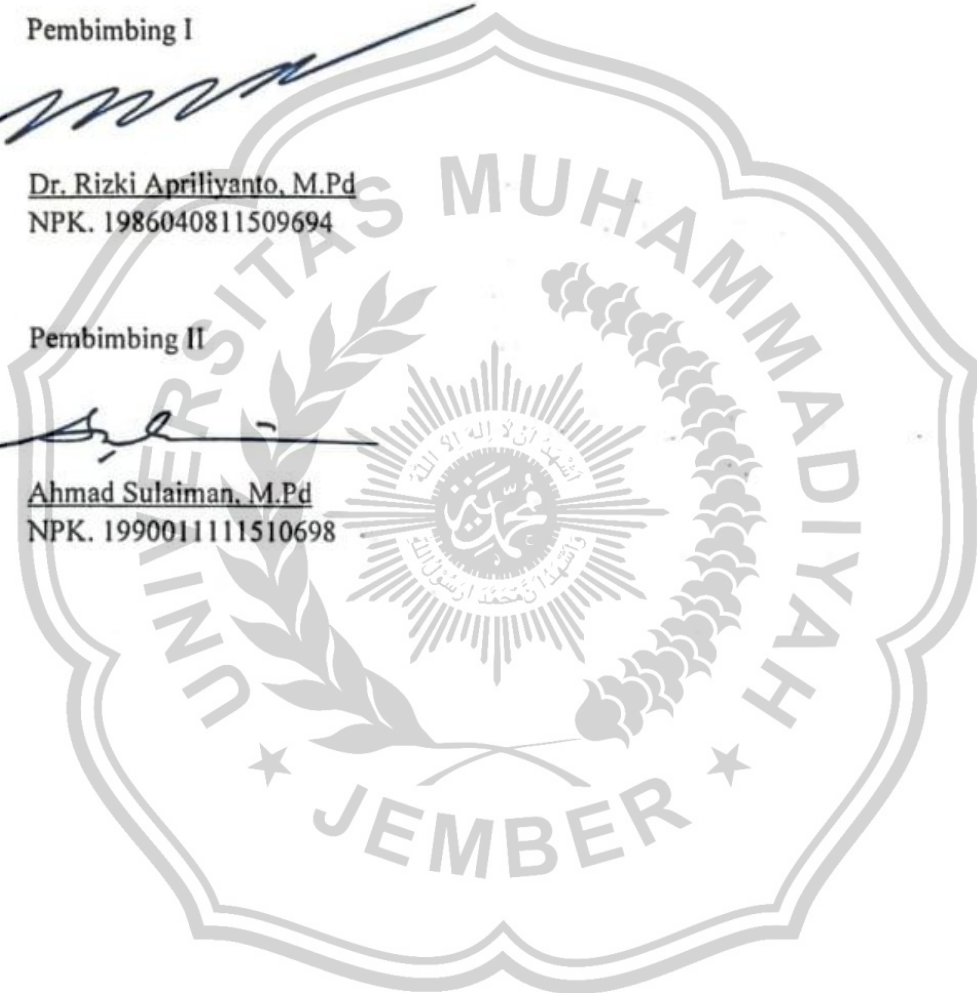 Pembimbing I
Dr. Rizki Apriliyanto, M.Pd
NPK. 1986040811509694
Pembimbing II
Ahmad Sulaiman, M.Pd
NPK. 1990011111510698
UNIVERSITAS MUHAMMADIYAH
JEMBER